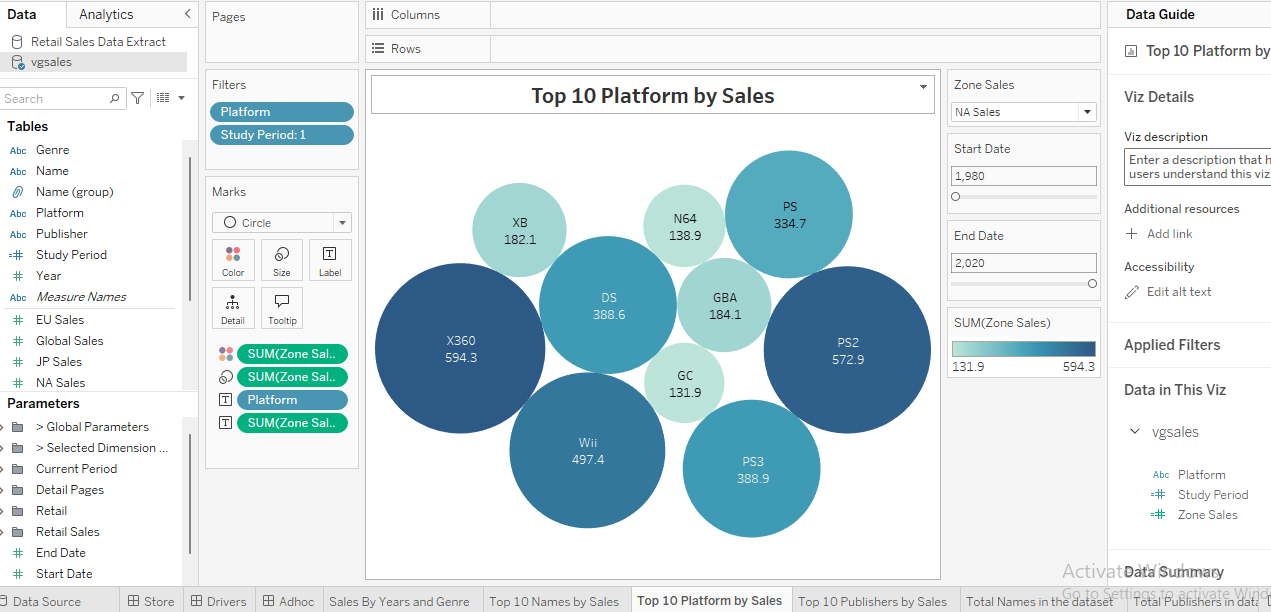 Data
Analytics
Retail Sales Data Extract
vgsales
Search
Tables
Abc Genre
Abc Name
Name (group)
Abc Platform
Abc Publisher
Study Period
Year
Abc Measure Names
EU Sales
Global Sales
JP Sales
NA Sales
Parameters
> Global Parameters
> Selected Dimension ...
Current Period
Detail Pages
Retail
Retail Sales
End Date
Start Date
Pages
Filters
Platform
Study Period: 1
Marks
Circle
Color
Size
Label
Detail
Tooltip
SUM(Zone Sal..
SUM(Zone Sal..
Platform
SUM(Zone Sal..
Columns
Rows
Top 10 Platform by Sales
XB
182.1
N64
138.9
PS
334.7
DS
388.6
GBA
184.1
X360
594.3
PS2
572.9
GC
131.9
Wii
497.4
PS3
388.9
Zone Sales
NA Sales
Start Date
1,980
End Date
2,020
SUM(Zone Sales)
131.9 594.3
Data Guide
Top 10 Platform by
Viz Details
Viz description
Enter a description that h
users understand this viz
Additional resources
Add link
Accessibility
Edit alt text
Applied Filters
Data in This Viz
vgsales
Abc Platform
Study Period
Zone Sales
Data Summary
Activate Windows
Go to Settings to activate Wind
Data Source
Store
Drivers
Adhoc
Sales By Years and Genre
Top 10 Names by Sales
Top 10 Platform by Sales
Top 10 Publishers by Sales
Total Names in the dataset
Total Publishers in data